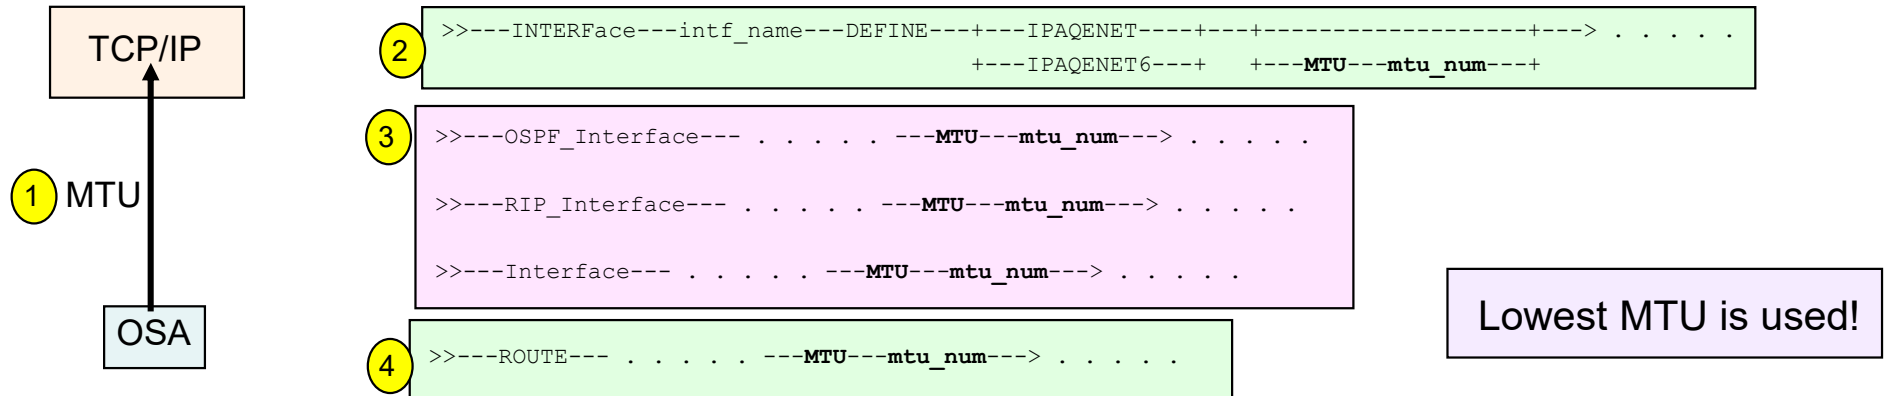 TCP/IP
1 MTU
OSA
2
>>---INTERFace---intf_name---DEFINE---+---IPAQENET----+---+------------------+---> . . . . .
+---IPAQENET6---+ +---MTU---mtu_num---+
3
>>---OSPF_Interface--- . . . . . ---MTU---mtu_num---> . . . . .
>>---RIP_Interface--- . . . . . ---MTU---mtu_num---> . . . . .
>>---Interface--- . . . . . ---MTU---mtu_num---> . . . . .
4
>>---ROUTE--- . . . . . ---MTU---mtu_num---> . . . . .
Lowest MTU is used!